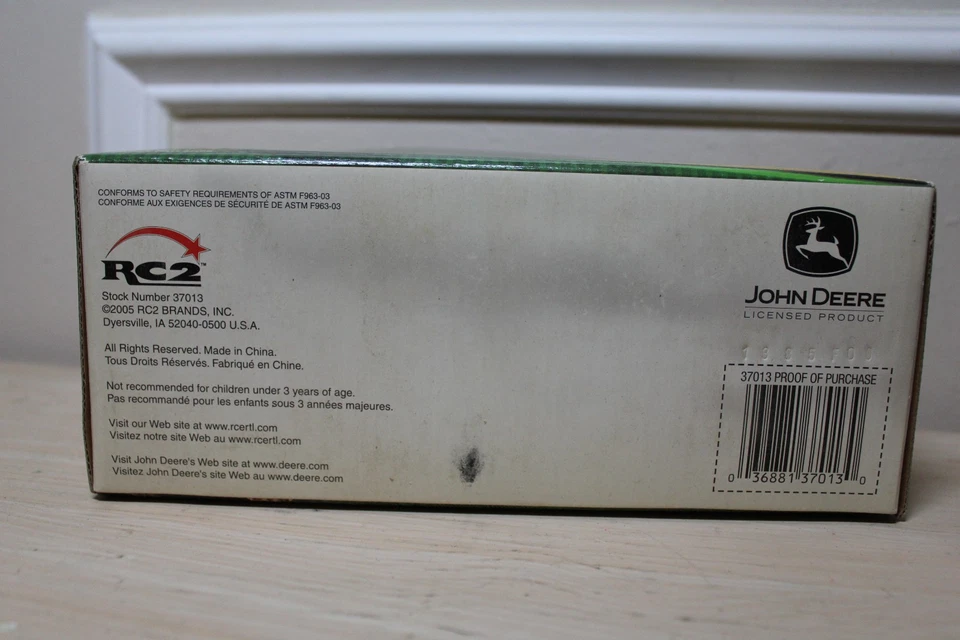 CONFORMS TO SAFETY REQUIREMENTS OF ASTM F963-03
CONFORME AUX EXIGENCES DE SÉCURITÉ DE ASTM F963-03
RC2™
Stock Number 37013
©2005 RC2 BRANDS, INC.
Dyersville, IA 52040-0500 U.S.A.
All Rights Reserved. Made in China.
Tous Droits Réservés. Fabriqué en Chine.
Not recommended for children under 3 years of age.
Pas recommandé pour les enfants sous 3 années majeures.
Visit our Web site at www.rcertl.com
Visitez notre site Web au www.rcertl.com
Visit John Deere's Web site at www.deere.com
Visitez John Deere's site Web au www.deere.com
JOHN DEERE
LICENSED PRODUCT
37013 PROOF OF PURCHASE
0 36881 37013 0